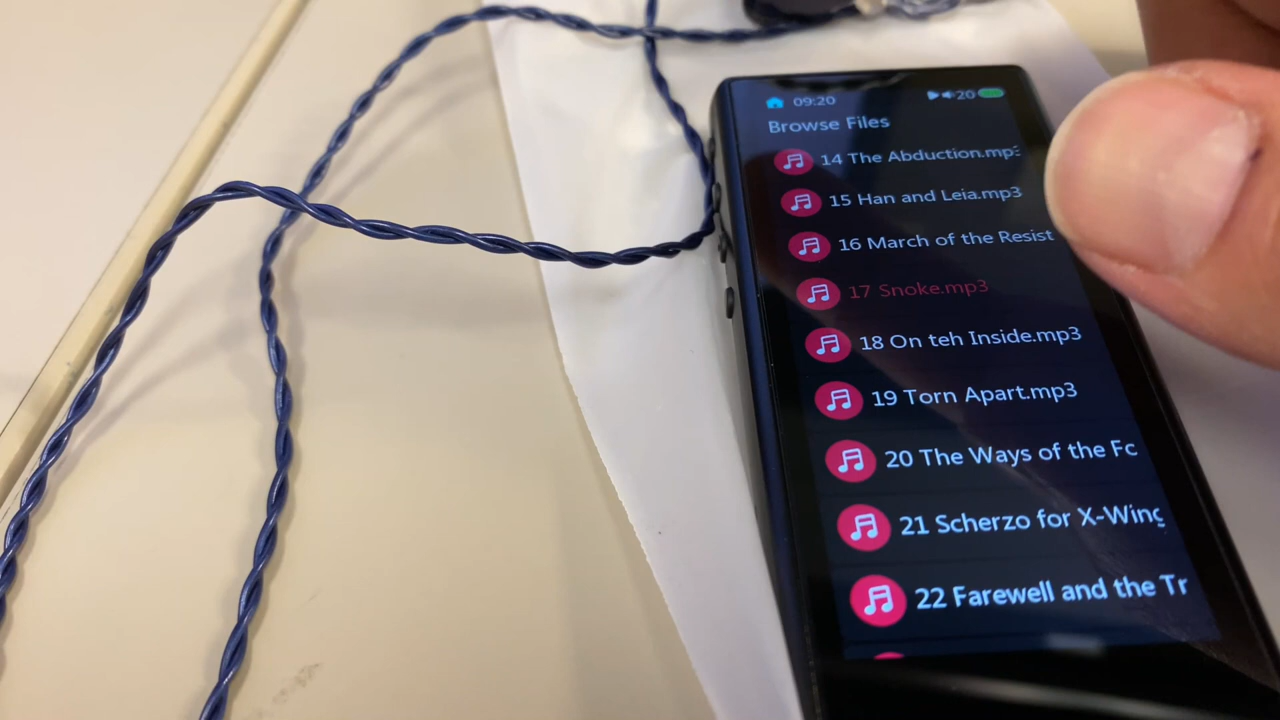 09:20
20
Browse Files
14 The Abduction.mp3
15 Han and Leia.mp3
16 March of the Resist
17 Snoke.mp3
18 On teh Inside.mp3
19 Torn Apart.mp3
20 The Ways of the Fc
21 Scherzo for X-Wing
22 Farewell and the Tr